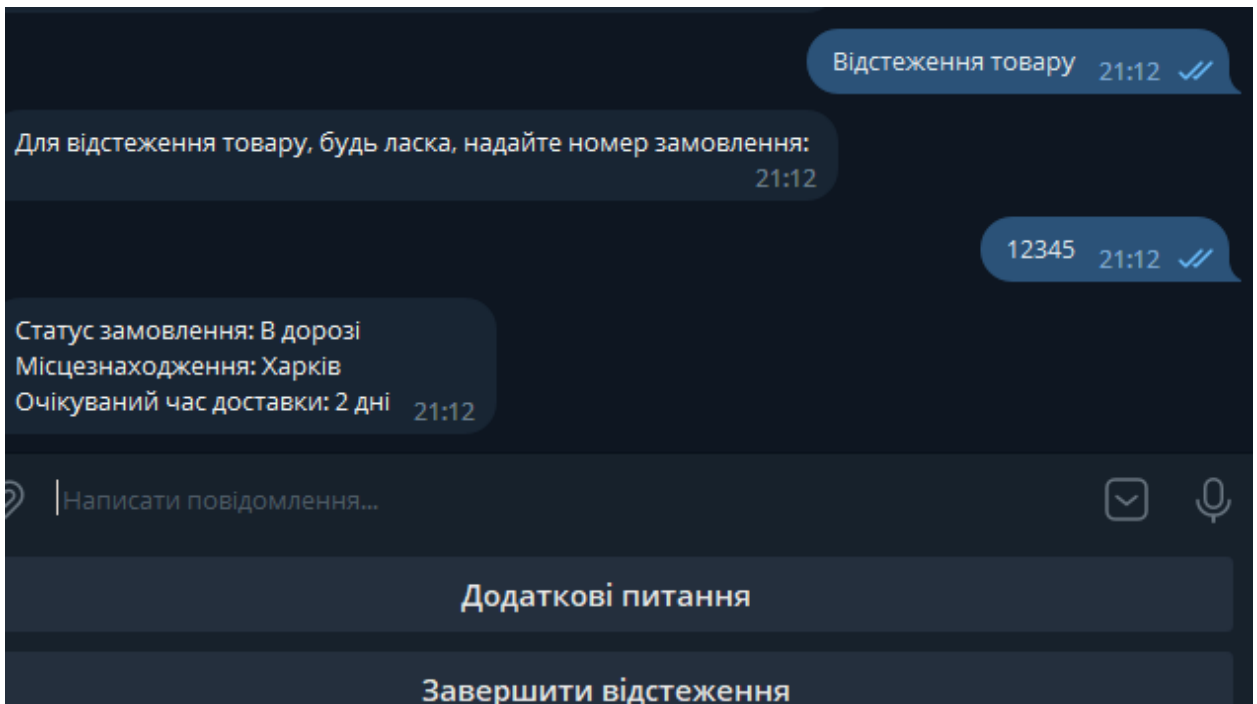 Відстеження товару 21:12
Для відстеження товару, будь ласка, надайте номер замовлення:
21:12
12345 21:12
Статус замовлення: В дорозі
Місцезнаходження: Харків
Очікуваний час доставки: 2 дні 21:12
Написати повідомлення...
Додаткові питання
Завершити відстеження